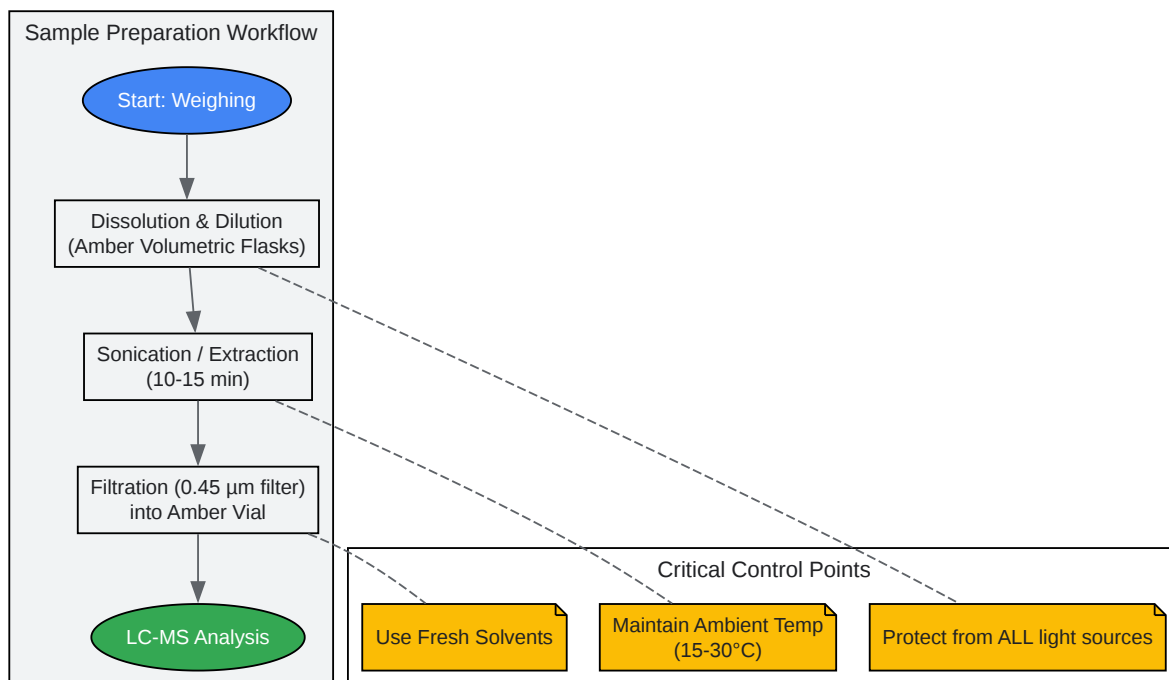 Sample Preparation Workflow
Start: Weighing
Dissolution & Dilution
(Amber Volumetric Flasks)
Sonication / Extraction
(10-15 min)
Filtration (0.45 µm filter)
into Amber Vial
LC-MS Analysis
Critical Control Points
Use Fresh Solvents
Maintain Ambient Temp
(15-30°C)
Protect from ALL light sources